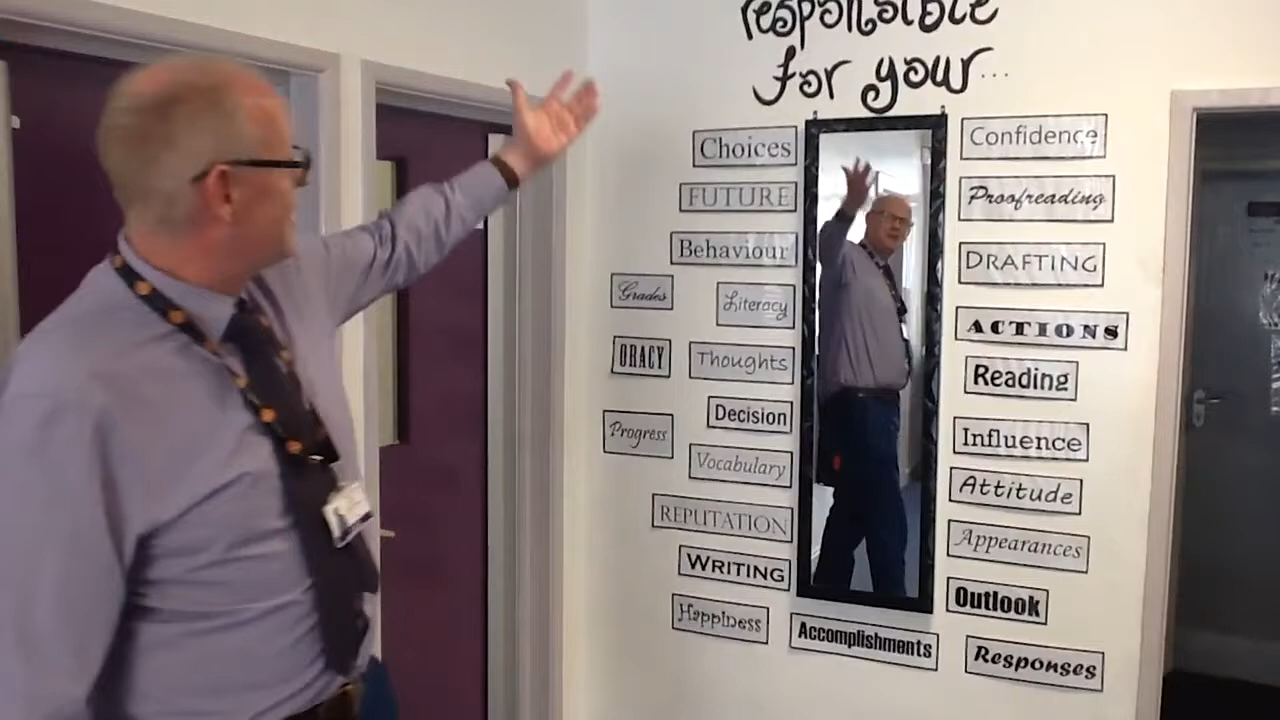 responsible
for your...
Choices
FUTURE
Behaviour
Grades
Literacy
ORACY
Thoughts
Decision
Progress
Vocabulary
REPUTATION
WRITING
Happiness
Accomplishments
Confidence
Proofreading
DRAFTING
ACTIONS
Reading
Influence
Attitude
Appearances
Outlook
Responses